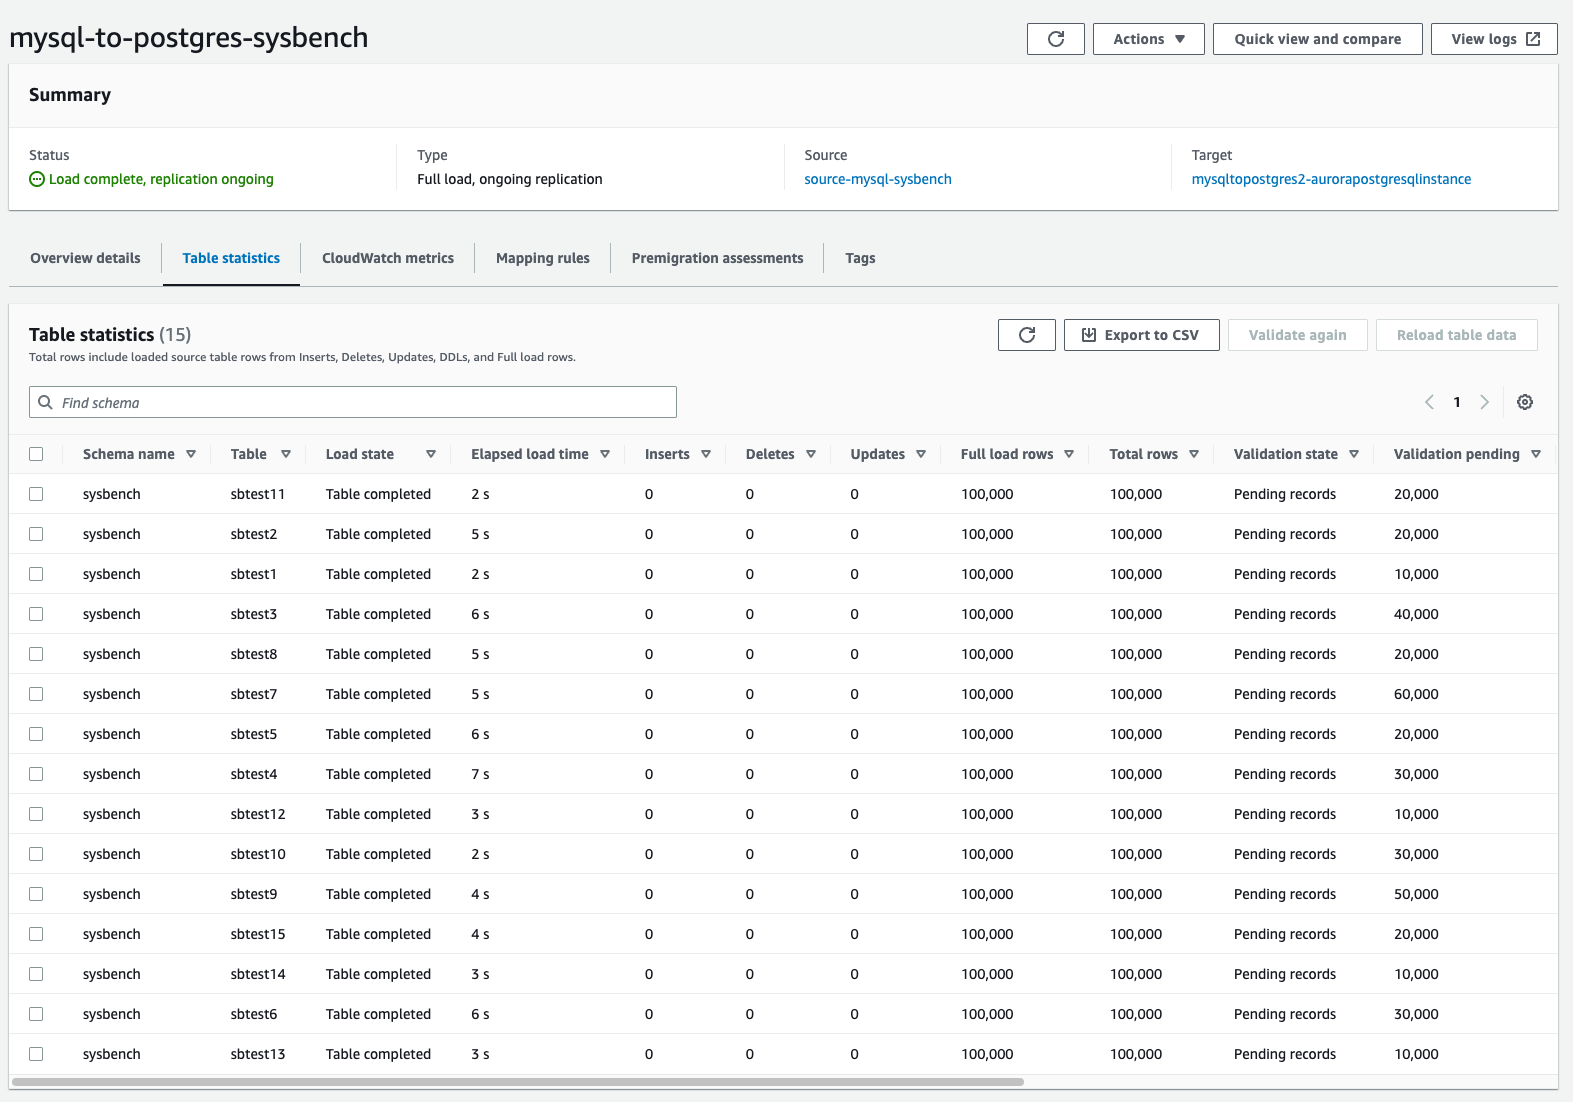 mysql-to-postgres-sysbench
Actions Quick view and compare View logs
Summary
Status Type Source Target
Load complete, replication ongoing Full load, ongoing replication source-mysql-sysbench mysqltopostgres2-aurorapostgresqlinstance
Overview details Table statistics CloudWatch metrics Mapping rules Premigration assessments Tags
Table statistics (15) Export to CSV Validate again Reload table data
Total rows include loaded source table rows from Inserts, Deletes, Updates, DDLs, and Full load rows.
Find schema 1
Schema name Table Load state Elapsed load time Inserts Deletes Updates Full load rows Total rows Validation state Validation pending
sysbench sbtest11 Table completed 2 s 0 0 0 100,000 100,000 Pending records 20,000
sysbench sbtest2 Table completed 5 s 0 0 0 100,000 100,000 Pending records 20,000
sysbench sbtest1 Table completed 2 s 0 0 0 100,000 100,000 Pending records 10,000
sysbench sbtest3 Table completed 6 s 0 0 0 100,000 100,000 Pending records 40,000
sysbench sbtest8 Table completed 5 s 0 0 0 100,000 100,000 Pending records 20,000
sysbench sbtest7 Table completed 5 s 0 0 0 100,000 100,000 Pending records 60,000
sysbench sbtest5 Table completed 6 s 0 0 0 100,000 100,000 Pending records 20,000
sysbench sbtest4 Table completed 7 s 0 0 0 100,000 100,000 Pending records 30,000
sysbench sbtest12 Table completed 3 s 0 0 0 100,000 100,000 Pending records 10,000
sysbench sbtest10 Table completed 2 s 0 0 0 100,000 100,000 Pending records 30,000
sysbench sbtest9 Table completed 4 s 0 0 0 100,000 100,000 Pending records 50,000
sysbench sbtest15 Table completed 4 s 0 0 0 100,000 100,000 Pending records 20,000
sysbench sbtest14 Table completed 3 s 0 0 0 100,000 100,000 Pending records 10,000
sysbench sbtest6 Table completed 6 s 0 0 0 100,000 100,000 Pending records 30,000
sysbench sbtest13 Table completed 3 s 0 0 0 100,000 100,000 Pending records 10,000